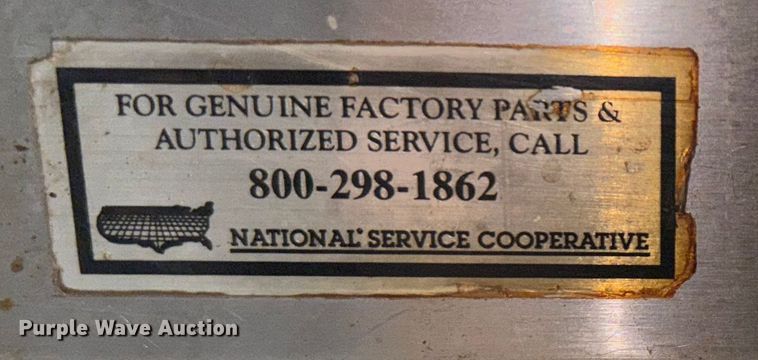 FOR GENUINE FACTORY PARTS &
AUTHORIZED SERVICE, CALL
800-298-1862
NATIONAL® SERVICE COOPERATIVE
Purple Wave Auction